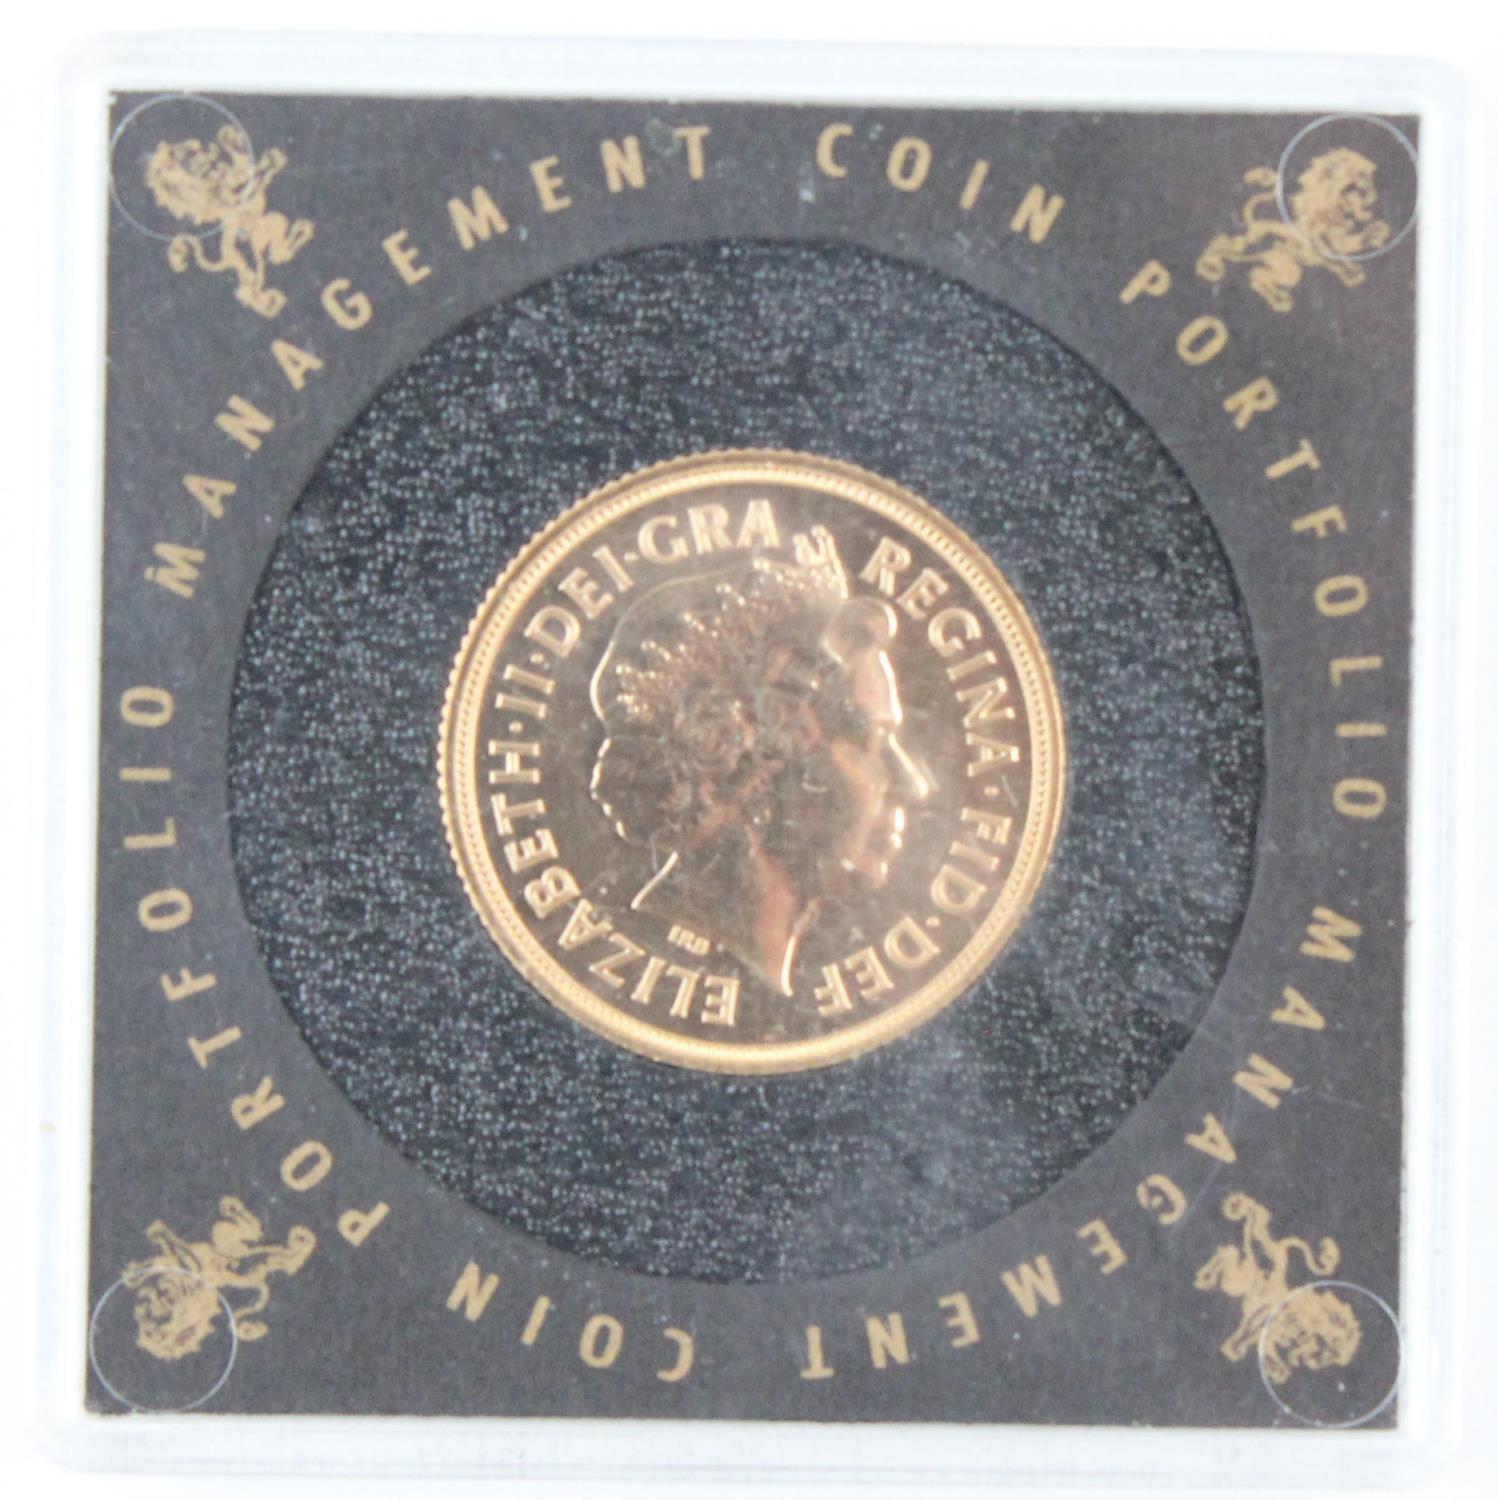 COIN PORTFOLIO MANAGEMENT
COIN PORTFOLIO MANAGEMENT
ELIZABETH·II·DEI·GRA REGINA·FID·DEF
IRB